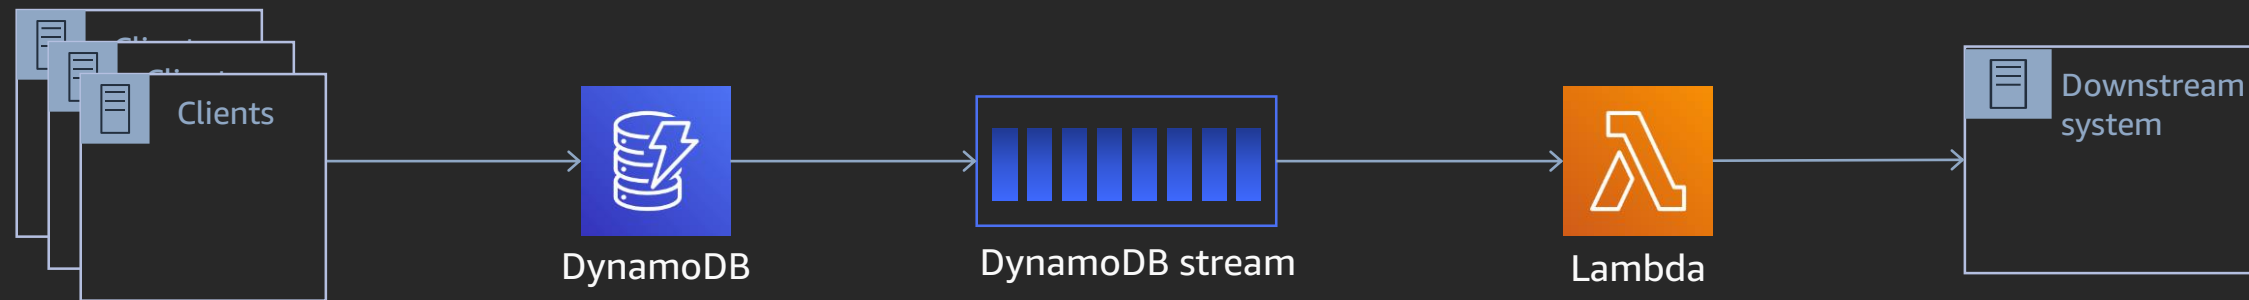 Clients
DynamoDB
DynamoDB stream
Lambda
Downstream
system